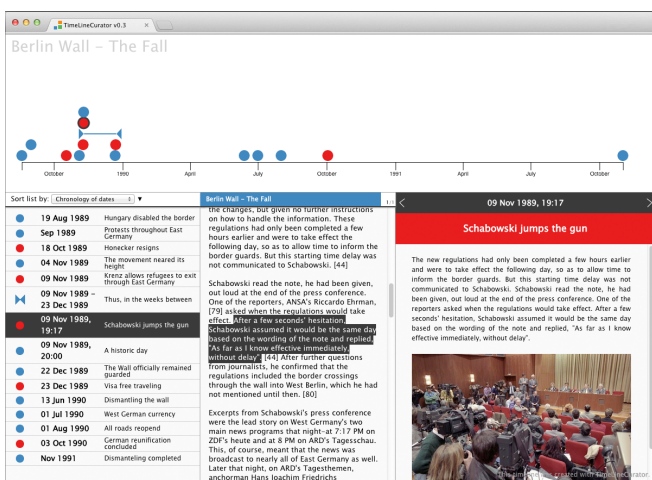 TimeLineCurator v0.3
Berlin Wall – The Fall
October
1990
April
July
October
1991
April
July
October
Sort list by: Chronology of dates
19 Aug 1989 Hungary disabled the border
Sep 1989 Protests throughout East
Germany
18 Oct 1989 Honecker resigns
04 Nov 1989 The movement neared its
height
09 Nov 1989 Krenz allows refugees to exit
through East Germany
09 Nov 1989 –
23 Dec 1989 Thus, in the weeks between
09 Nov 1989,
19:17 Schabowski jumps the gun
09 Nov 1989,
20:00 A historic day
22 Dec 1989 The Wall officially remained
guarded
23 Dec 1989 Visa free traveling
13 Jun 1990 Dismantling the wall
01 Jul 1990 West German currency
01 Aug 1990 All roads reopend
03 Oct 1990 German reunification
concluded
Nov 1991 Dismanteling completed
Berlin Wall – The Fall
1/1
the changes, but given no further instructions
on how to handle the information. These
regulations had only been completed a few
hours earlier and were to take effect the
following day, so as to allow time to inform the
border guards. But this starting time delay was
not communicated to Schabowski. [44]
Schabowski read the note, he had been given,
out loud at the end of the press conference.
One of the reporters, ANSA's Riccardo Ehrman,
[79] asked when the regulations would take
effect. After a few seconds' hesitation,
Schabowski assumed it would be the same day
based on the wording of the note and replied,
"As far as I know effective immediately,
without delay". [44] After further questions
from journalists, he confirmed that the
regulations included the border crossings
through the wall into West Berlin, which he had
not mentioned until then. [80]
Excerpts from Schabowski's press conference
were the lead story on West Germany's two
main news programs that night–at 7:17 PM on
ZDF's heute and at 8 PM on ARD's Tagesschau.
This, of course, meant that the news was
broadcast to nearly all of East Germany as well.
Later that night, on ARD's Tagesthemen,
anchorman Hans Joachim Friedrichs
09 Nov 1989, 19:17
Schabowski jumps the gun
The new regulations had only been completed a few hours earlier
and were to take effect the following day, so as to allow time to
inform the border guards. But this starting time delay was not
communicated to Schabowski. Schabowski read the note, he had
been given, out loud at the end of the press conference. One of the
reporters asked when the regulations would take effect. After a few
seconds' hesitation, Schabowski assumed it would be the same day
based on the wording of the note and replied, "As far as I know
effective immediately, without delay".
This timeline was created with TimeLineCurator.